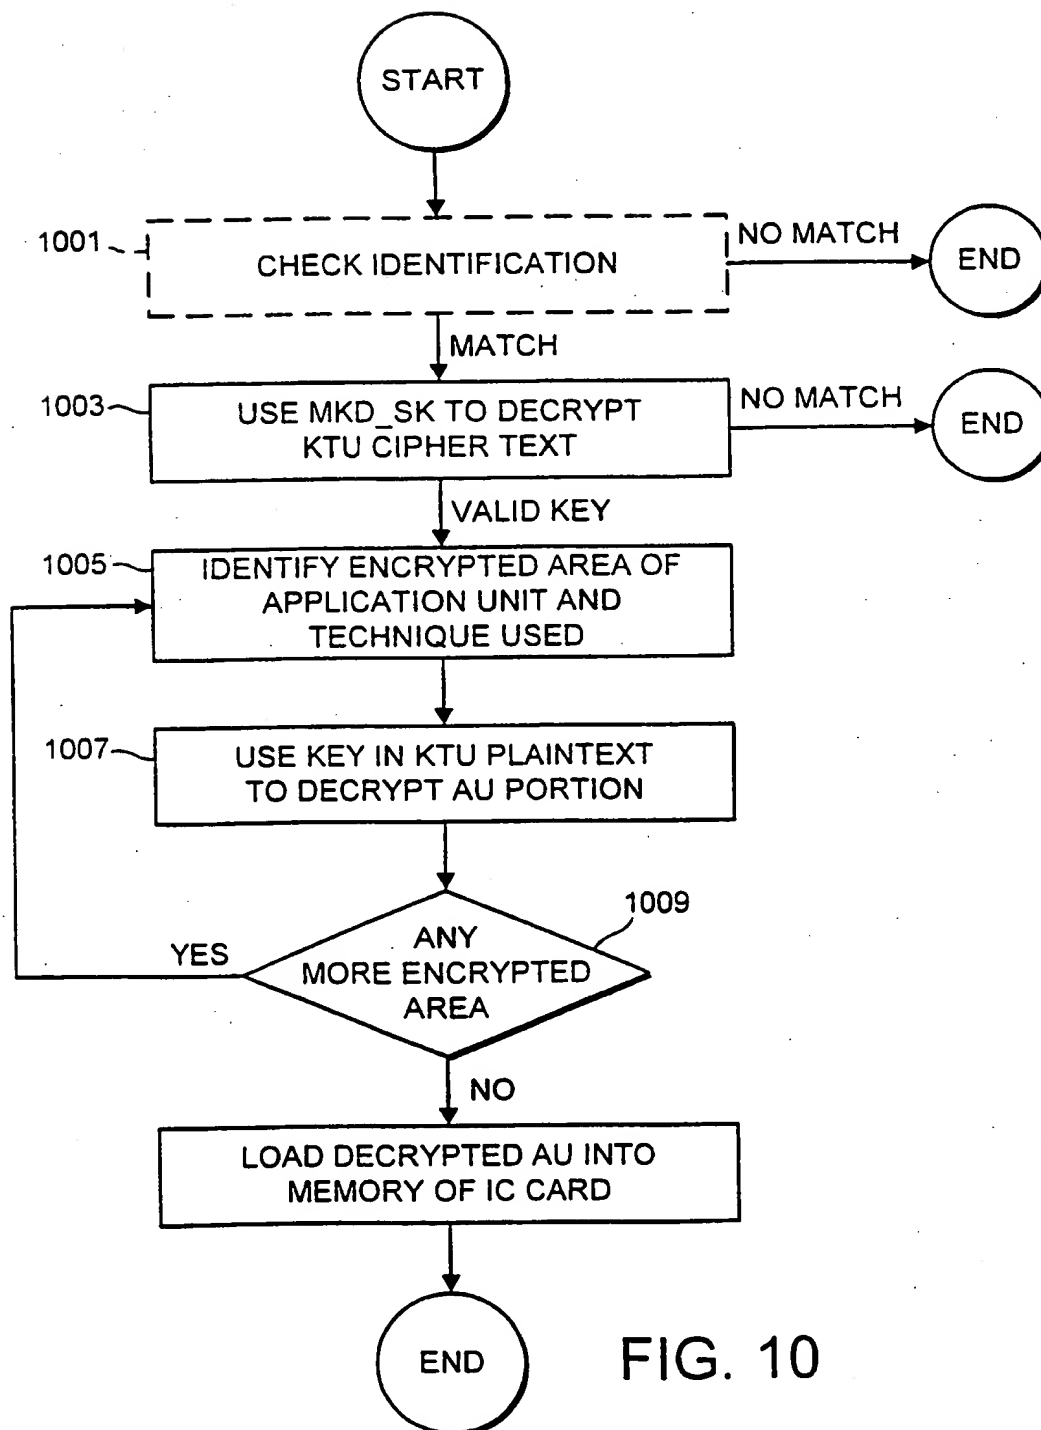 START
1001
CHECK IDENTIFICATION
NO MATCH
END
MATCH
1003
USE MKD_SK TO DECRYPT
KTU CIPHER TEXT
NO MATCH
END
VALID KEY
1005
IDENTIFY ENCRYPTED AREA OF
APPLICATION UNIT AND
TECHNIQUE USED
1007
USE KEY IN KTU PLAINTEXT
TO DECRYPT AU PORTION
1009
ANY
MORE ENCRYPTED
AREA
YES
NO
LOAD DECRYPTED AU INTO
MEMORY OF IC CARD
END
FIG. 10